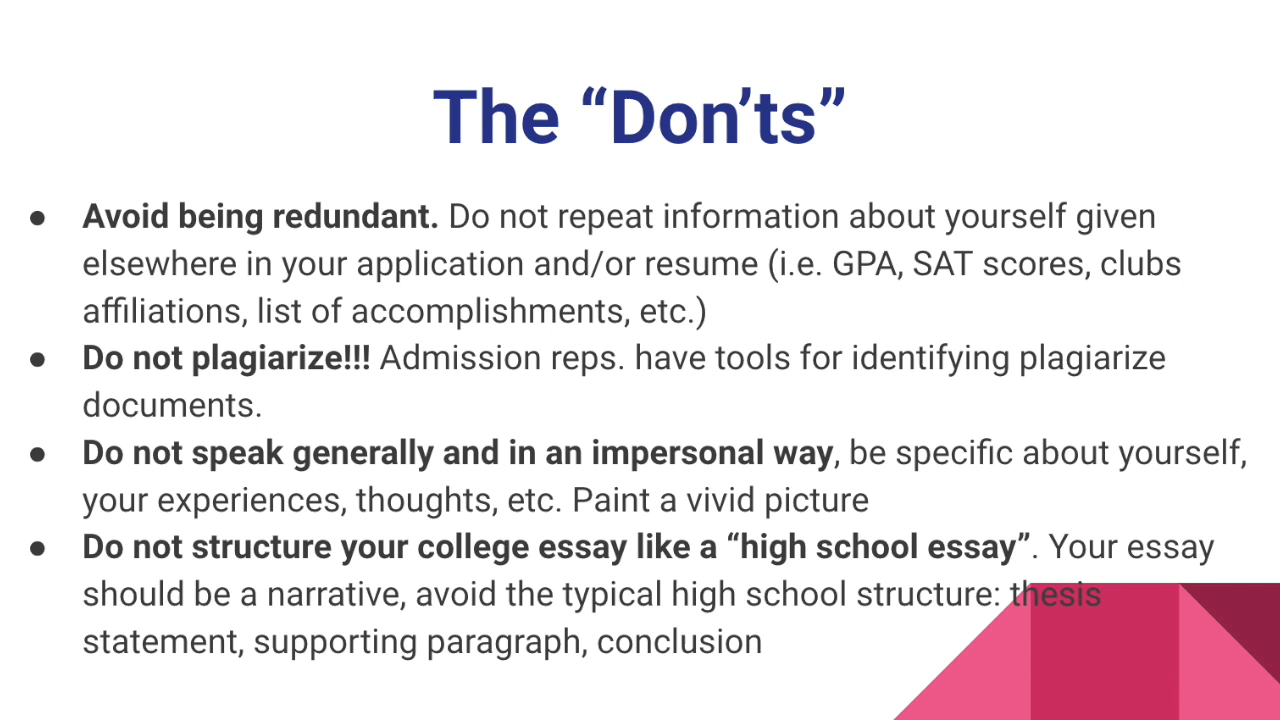 The “Don’ts”
● Avoid being redundant. Do not repeat information about yourself given
elsewhere in your application and/or resume (i.e. GPA, SAT scores, clubs
affiliations, list of accomplishments, etc.)
● Do not plagiarize!!! Admission reps. have tools for identifying plagiarize
documents.
● Do not speak generally and in an impersonal way, be specific about yourself,
your experiences, thoughts, etc. Paint a vivid picture
● Do not structure your college essay like a “high school essay”. Your essay
should be a narrative, avoid the typical high school structure: thesis
statement, supporting paragraph, conclusion